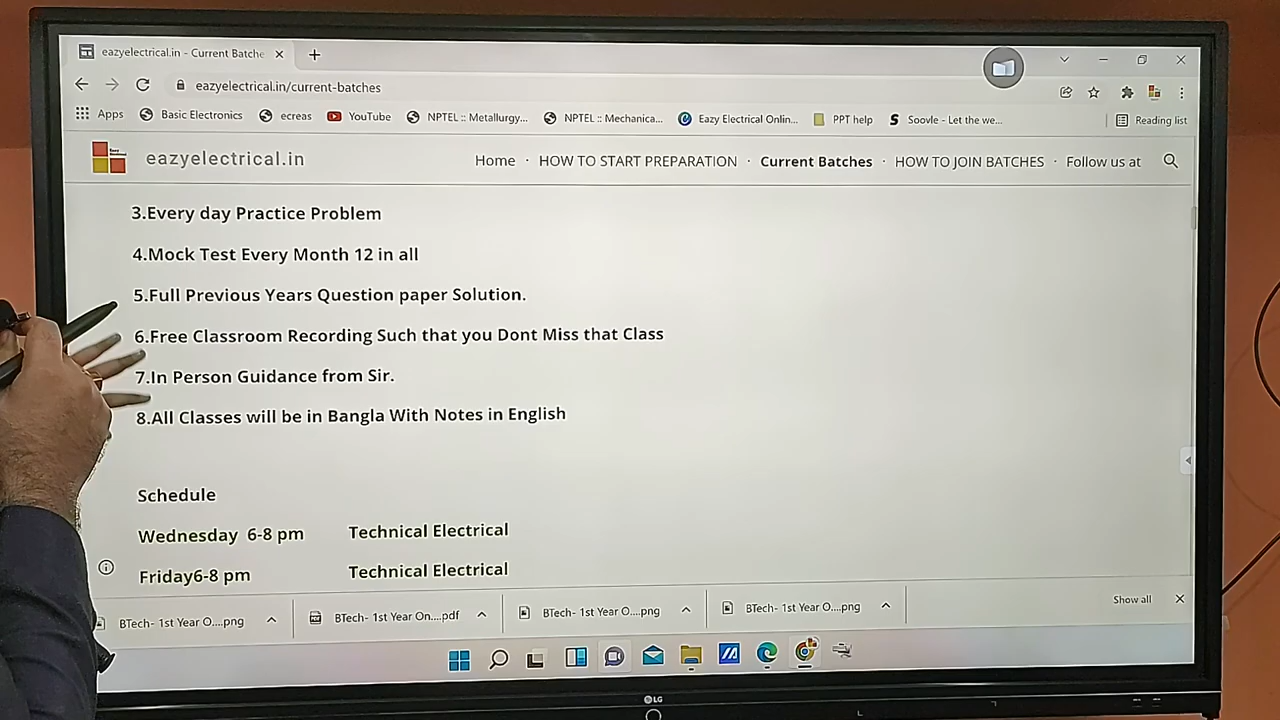 eazyelectrical.in - Current Batche
eazyelectrical.in/current-batches
Apps Basic Electronics ecreas YouTube NPTEL :: Metallurgy... NPTEL :: Mechanica... Eazy Electrical Onlin... PPT help Soovle - Let the we... Reading list
eazyelectrical.in Home · HOW TO START PREPARATION · Current Batches · HOW TO JOIN BATCHES · Follow us at
3.Every day Practice Problem
4.Mock Test Every Month 12 in all
5.Full Previous Years Question paper Solution.
6.Free Classroom Recording Such that you Dont Miss that Class
7.In Person Guidance from Sir.
8.All Classes will be in Bangla With Notes in English
Schedule
Wednesday 6-8 pm Technical Electrical
Friday6-8 pm Technical Electrical
BTech- 1st Year O....png BTech- 1st Year On....pdf BTech- 1st Year O....png BTech- 1st Year O....png Show all
LG